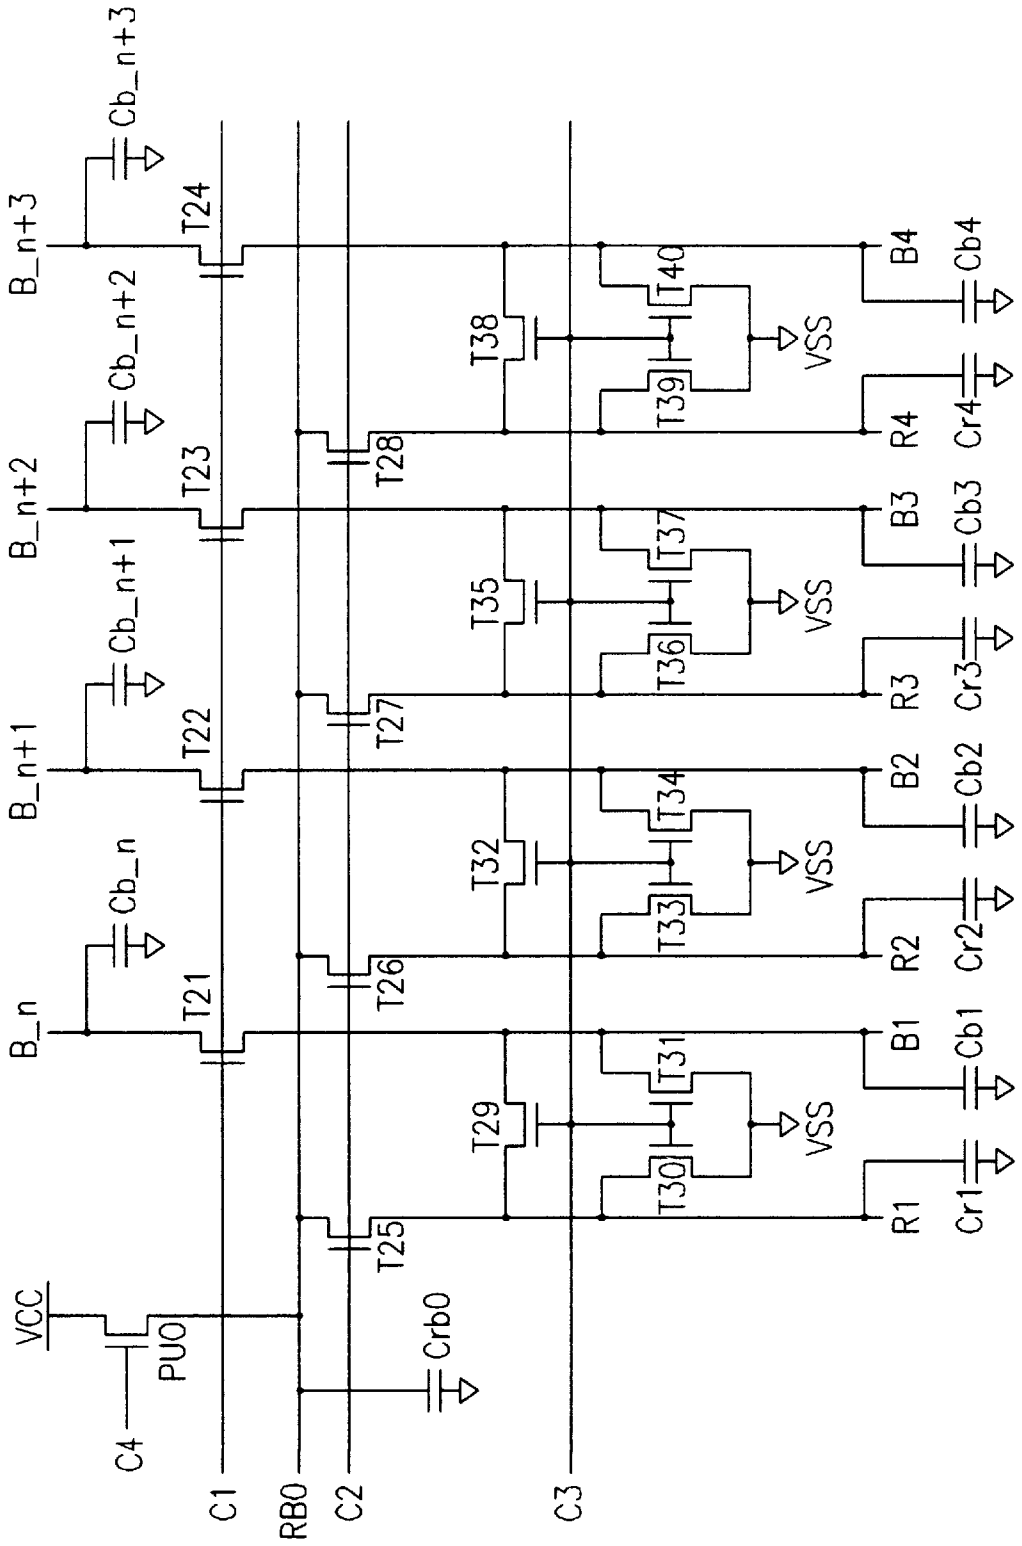 B_n
B_n+1
B_n+2
B_n+3
Cb_n
Cb_n+1
Cb_n+2
Cb_n+3
VCC
C4
PU0
T21
T22
T23
T24
C1
RB0
C2
T25
T26
T27
T28
Crb0
T29
T32
T35
T38
C3
T30
T31
T33
T34
T36
T37
T39
T40
VSS
VSS
VSS
VSS
R1
B1
R2
B2
R3
B3
R4
B4
Cr1
Cb1
Cr2
Cb2
Cr3
Cb3
Cr4
Cb4